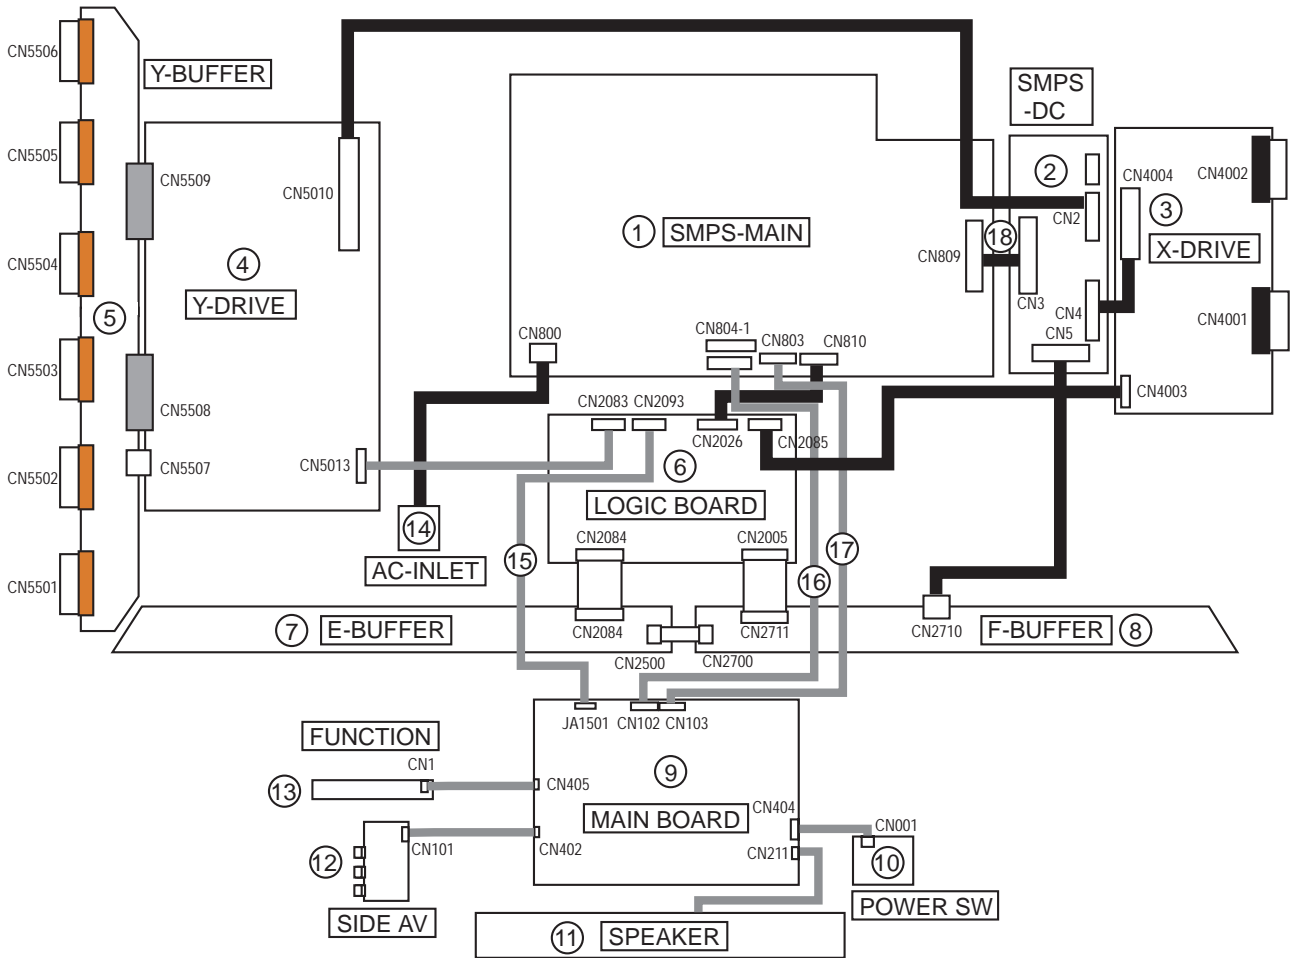 CN5506
Y-BUFFER
SMPS
-DC
CN5505
CN5509
CN5010
2
CN4004
CN4002
3
CN2
1
SMPS-MAIN
18
X-DRIVE
CN5504
4
CN809
Y-DRIVE
CN3
CN4
5
CN4001
CN800
CN804-1
CN803
CN810
CN5
CN5503
CN4003
CN5508
CN2083
CN2093
CN2026
CN2085
CN5507
CN5013
6
CN5502
LOGIC BOARD
14
CN2084
CN2005
17
15
AC-INLET
16
CN5501
7
E-BUFFER
CN2084
CN2711
CN2710
F-BUFFER
8
CN2500
CN2700
JA1501
CN102
CN103
FUNCTION
CN1
9
13
CN405
CN404
MAIN BOARD
CN001
CN101
CN402
CN211
12
10
SIDE AV
POWER SW
11
SPEAKER